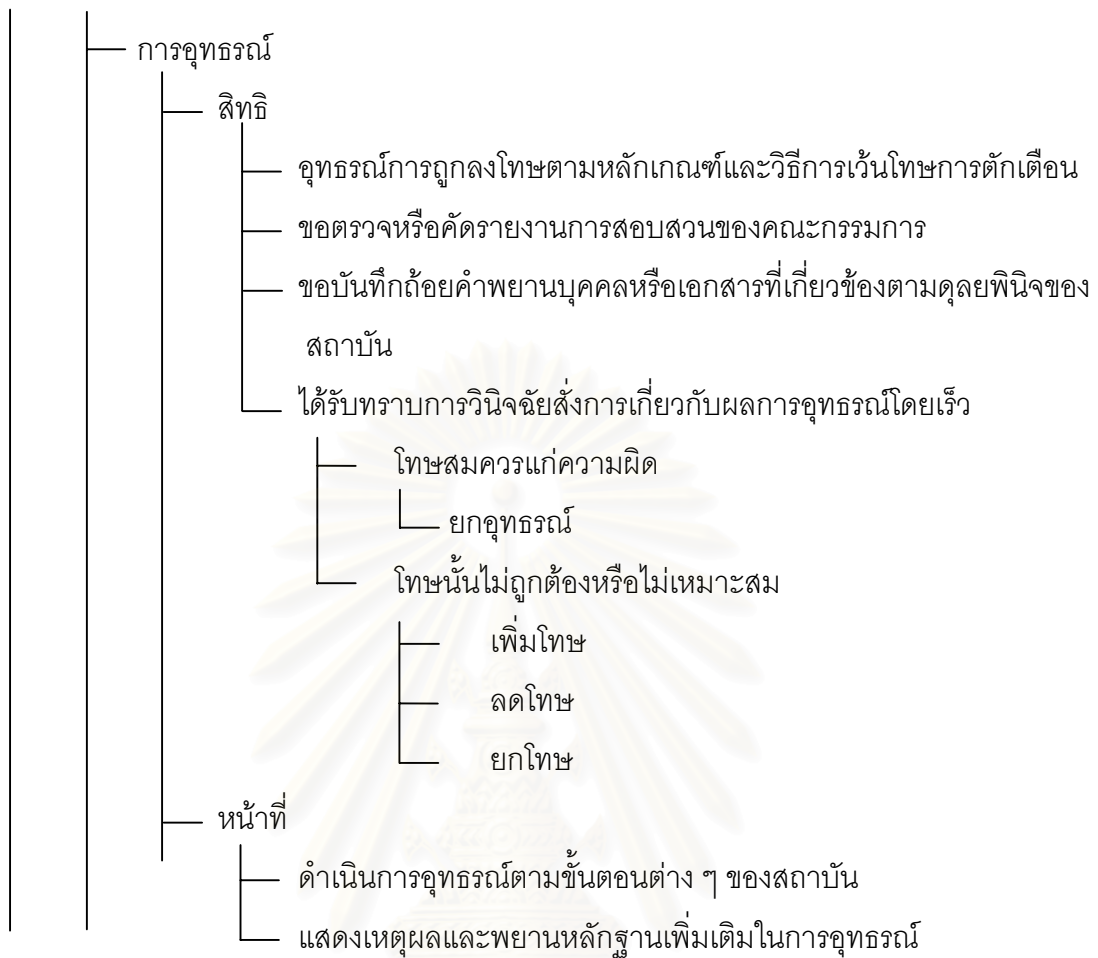 การอุทธรณ์
สิทธิ
อุทธรณ์การถูกลงโทษตามหลักเกณฑ์และวิธีการเว้นโทษการตักเตือน
ขอตรวจหรือคัดรายงานการสอบสวนของคณะกรรมการ
ขอบันทึกถ้อยคำพยานบุคคลหรือเอกสารที่เกี่ยวข้องตามดุลยพินิจของ
สถาบัน
ได้รับทราบการวินิจฉัยสั่งการเกี่ยวกับผลการอุทธรณ์โดยเร็ว
โทษสมควรแก่ความผิด
ยกอุทธรณ์
โทษนั้นไม่ถูกต้องหรือไม่เหมาะสม
เพิ่มโทษ
ลดโทษ
ยกโทษ
หน้าที่
ดำเนินการอุทธรณ์ตามขั้นตอนต่าง ๆ ของสถาบัน
แสดงเหตุผลและพยานหลักฐานเพิ่มเติมในการอุทธรณ์